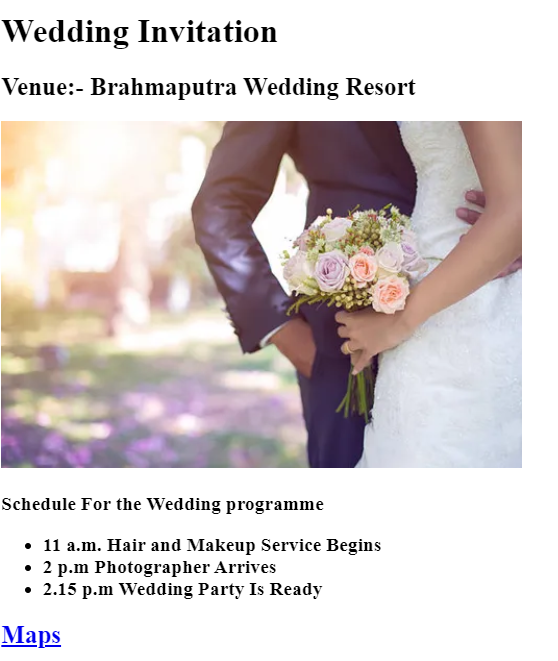 Wedding Invitation
Venue:- Brahmaputra Wedding Resort
Schedule For the Wedding programme
11 a.m. Hair and Makeup Service Begins
2 p.m Photographer Arrives
2.15 p.m Wedding Party Is Ready
Maps